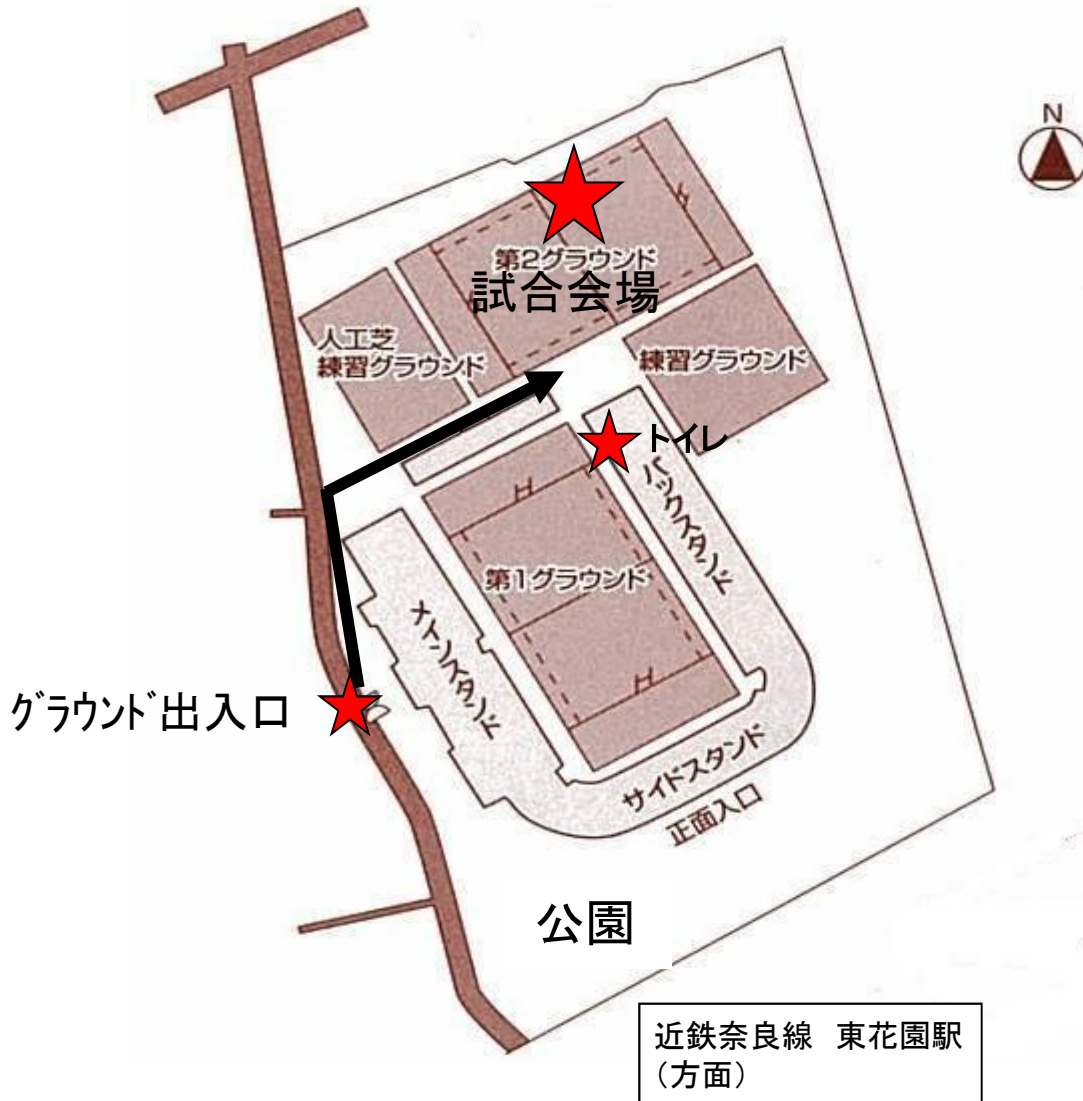 N
第2グラウンド
試合会場
人工芝
練習グラウンド
練習グラウンド
トイレ
バックスタンド
第1グラウンド
メインスタンド
グラウンド出入口
サイドスタンド
正面入口
公園
近鉄奈良線 東花園駅
(方面)